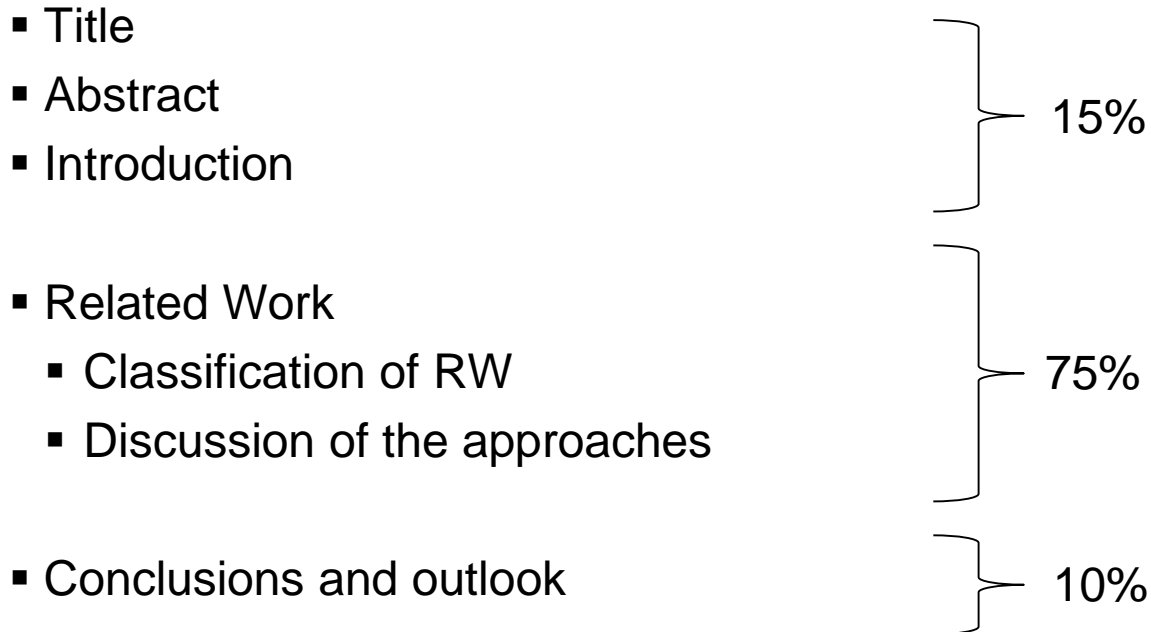 ▪ Title
▪ Abstract
15%
▪ Introduction
▪ Related Work
▪ Classification of RW
75%
▪ Discussion of the approaches
▪ Conclusions and outlook
10%